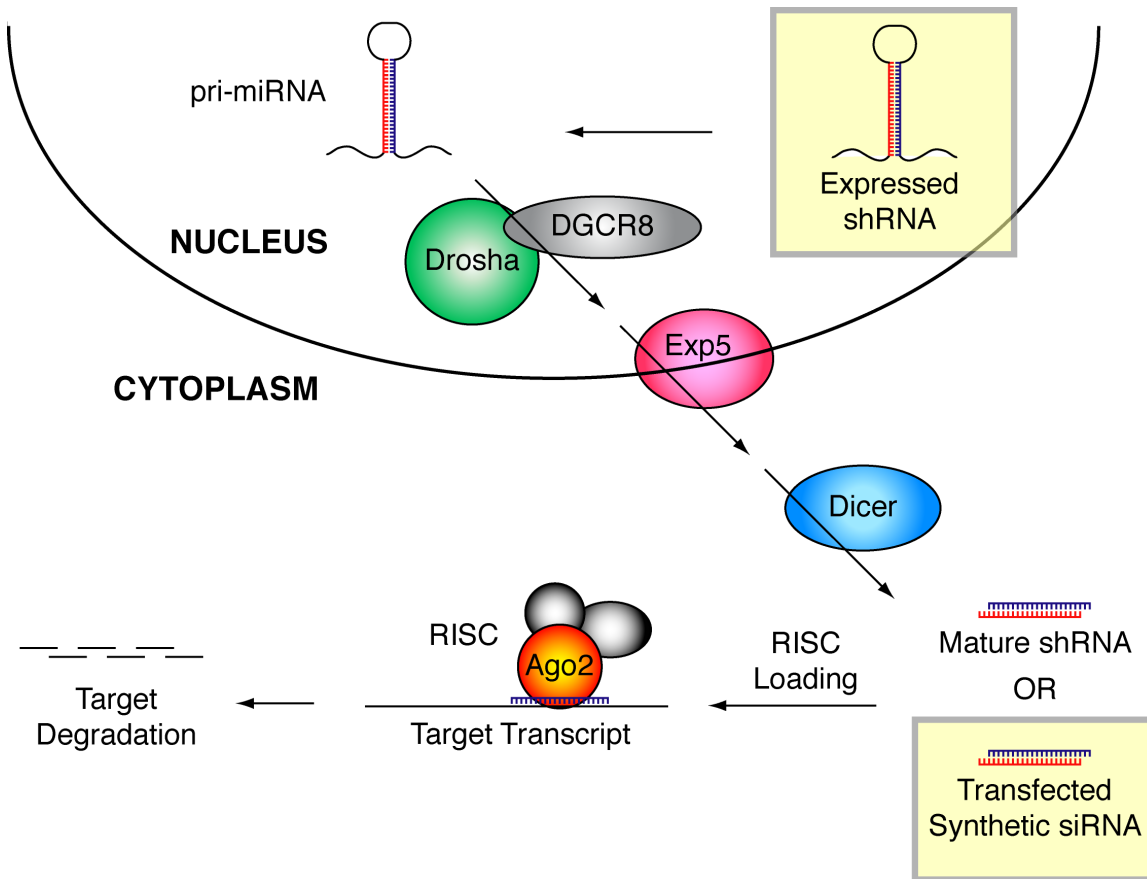 pri-miRNA
Expressed
shRNA
NUCLEUS
DGCR8
Drosha
Exp5
CYTOPLASM
Dicer
RISC
Ago2
Target Transcript
RISC
Loading
Mature shRNA
OR
Target
Degradation
Transfected
Synthetic siRNA